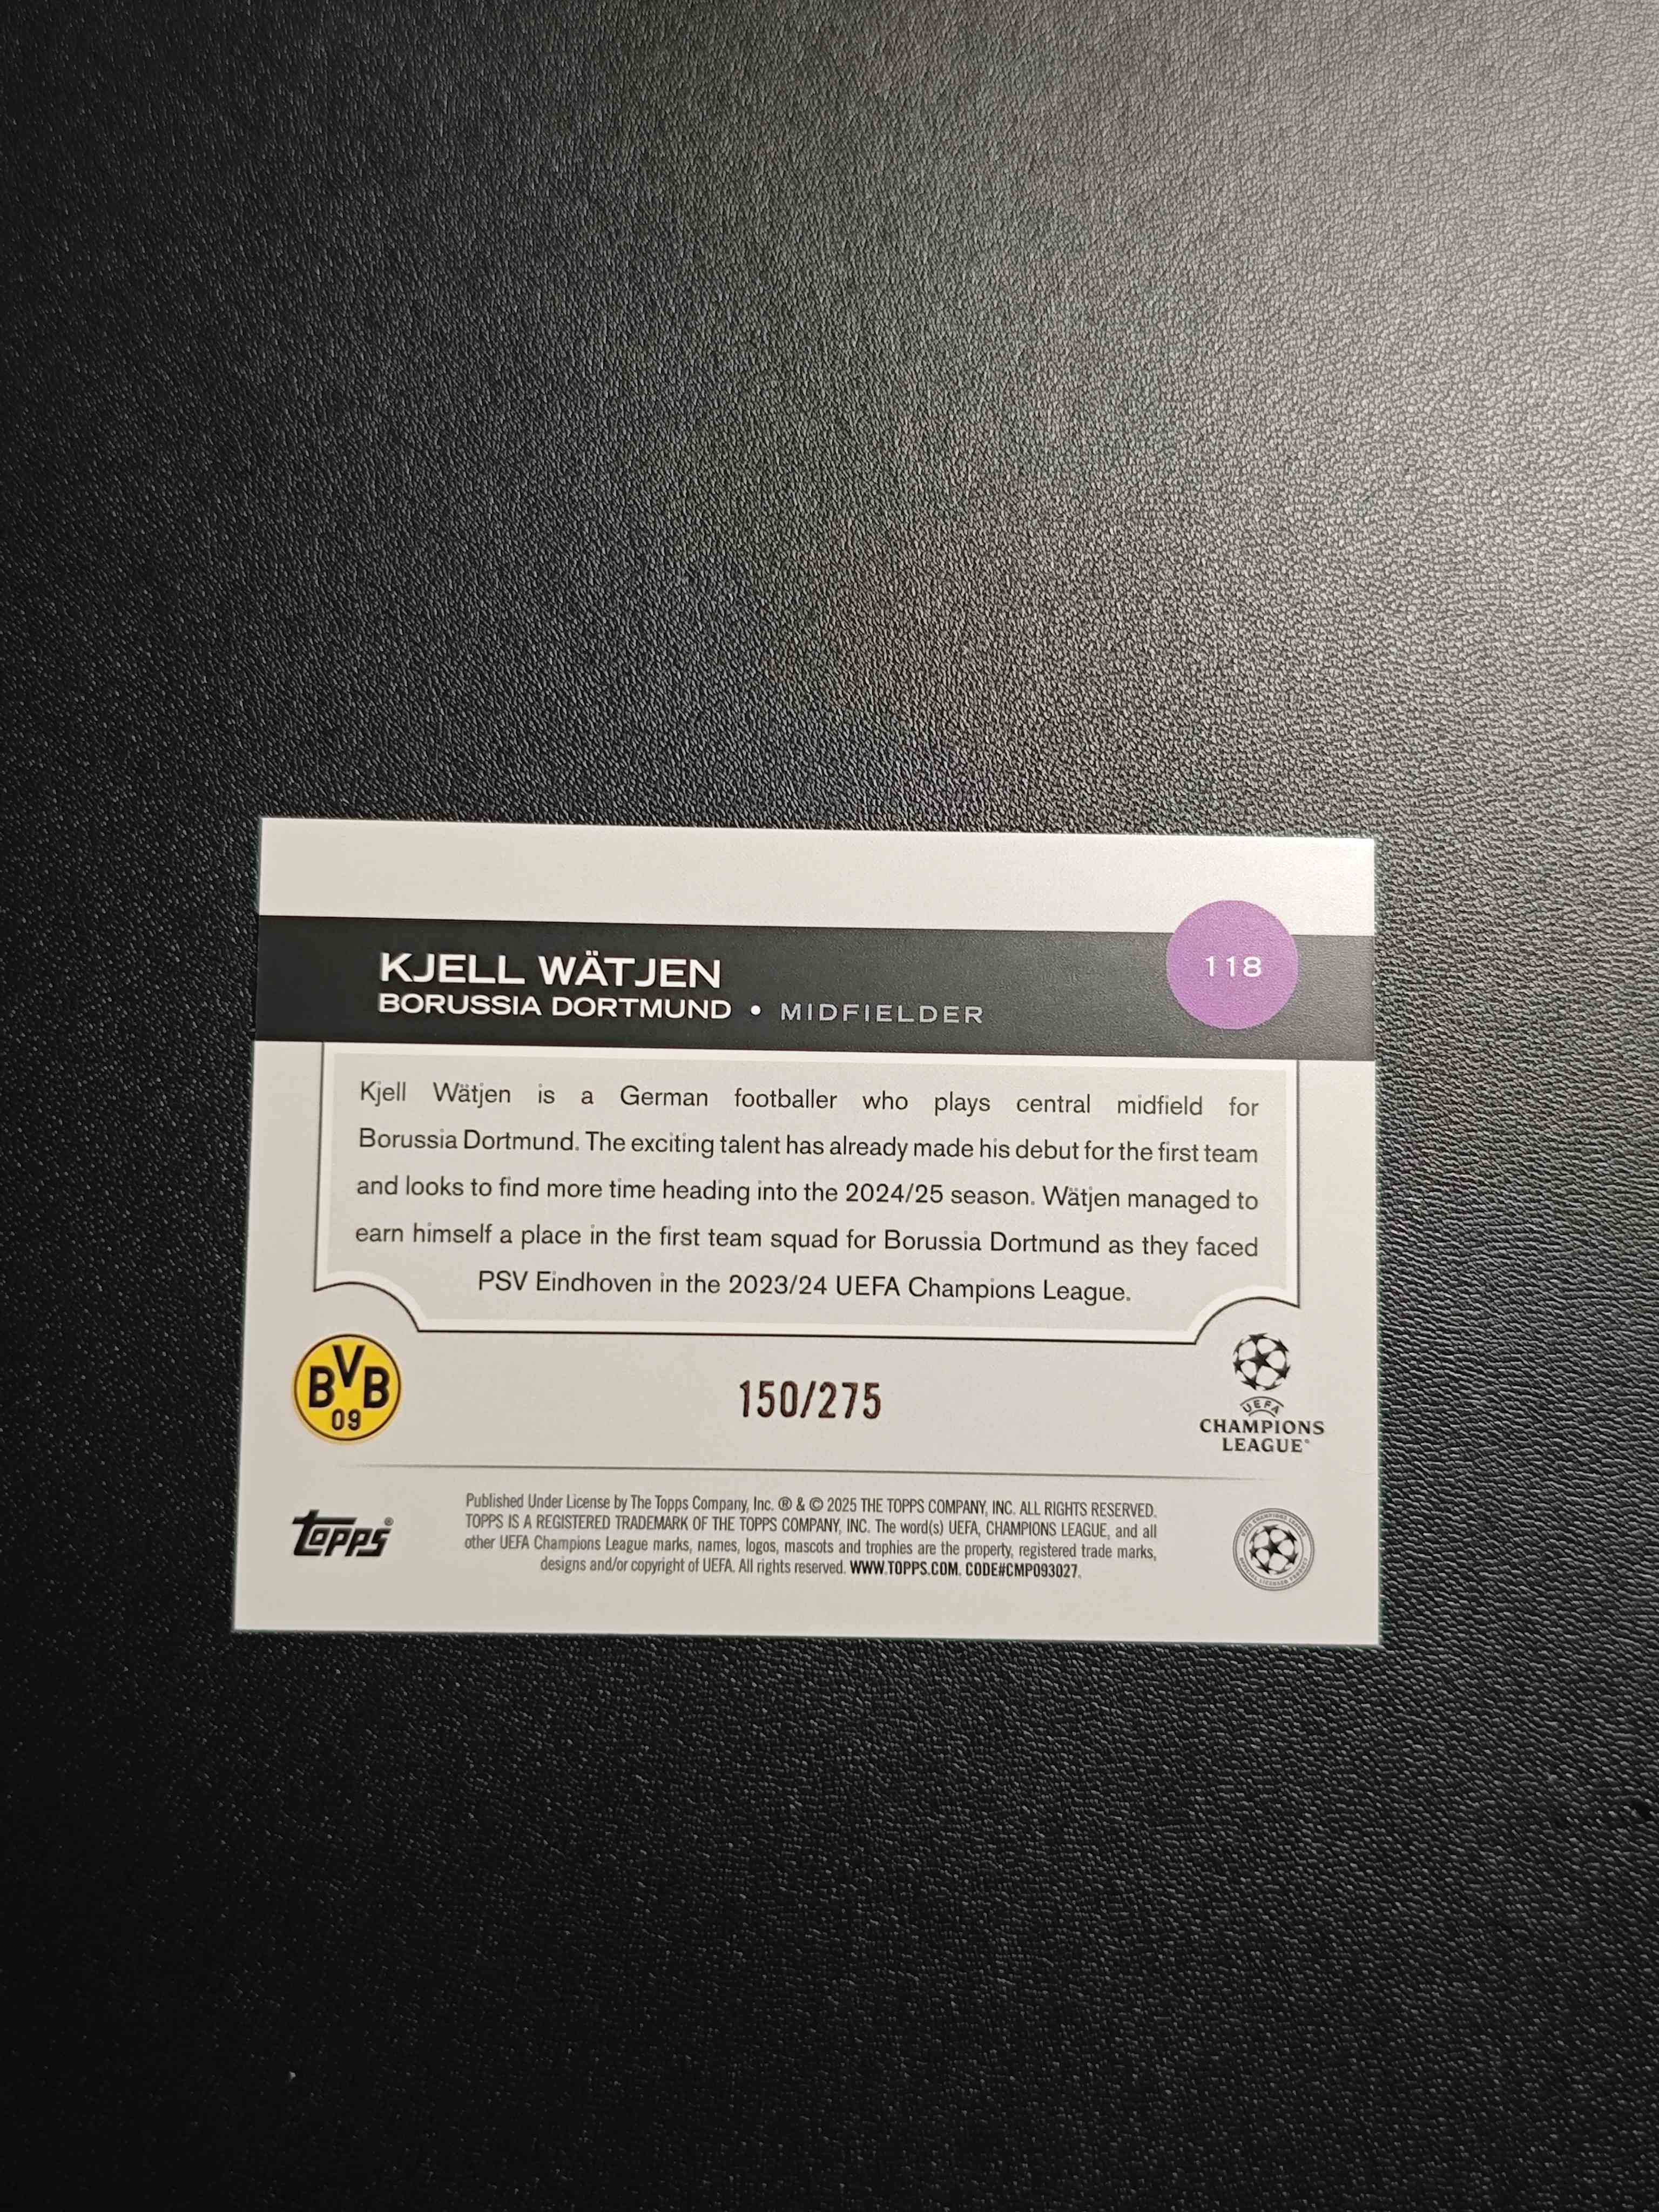 118
KJELL WÄTJEN
BORUSSIA DORTMUND • MIDFIELDER
Kjell Wätjen is a German footballer who plays central midfield for
Borussia Dortmund. The exciting talent has already made his debut for the first team
and looks to find more time heading into the 2024/25 season. Wätjen managed to
earn himself a place in the first team squad for Borussia Dortmund as they faced
PSV Eindhoven in the 2023/24 UEFA Champions League.
BVB
09
150/275
UEFA
CHAMPIONS
LEAGUE®
topps®
Published Under License by The Topps Company, Inc. ® & © 2025 THE TOPPS COMPANY, INC. ALL RIGHTS RESERVED.
TOPPS IS A REGISTERED TRADEMARK OF THE TOPPS COMPANY, INC. The word(s) UEFA, CHAMPIONS LEAGUE, and all
other UEFA Champions League marks, names, logos, mascots and trophies are the property, registered trade marks,
designs and/or copyright of UEFA. All rights reserved. WWW.TOPPS.COM. CODE#CMP093027.